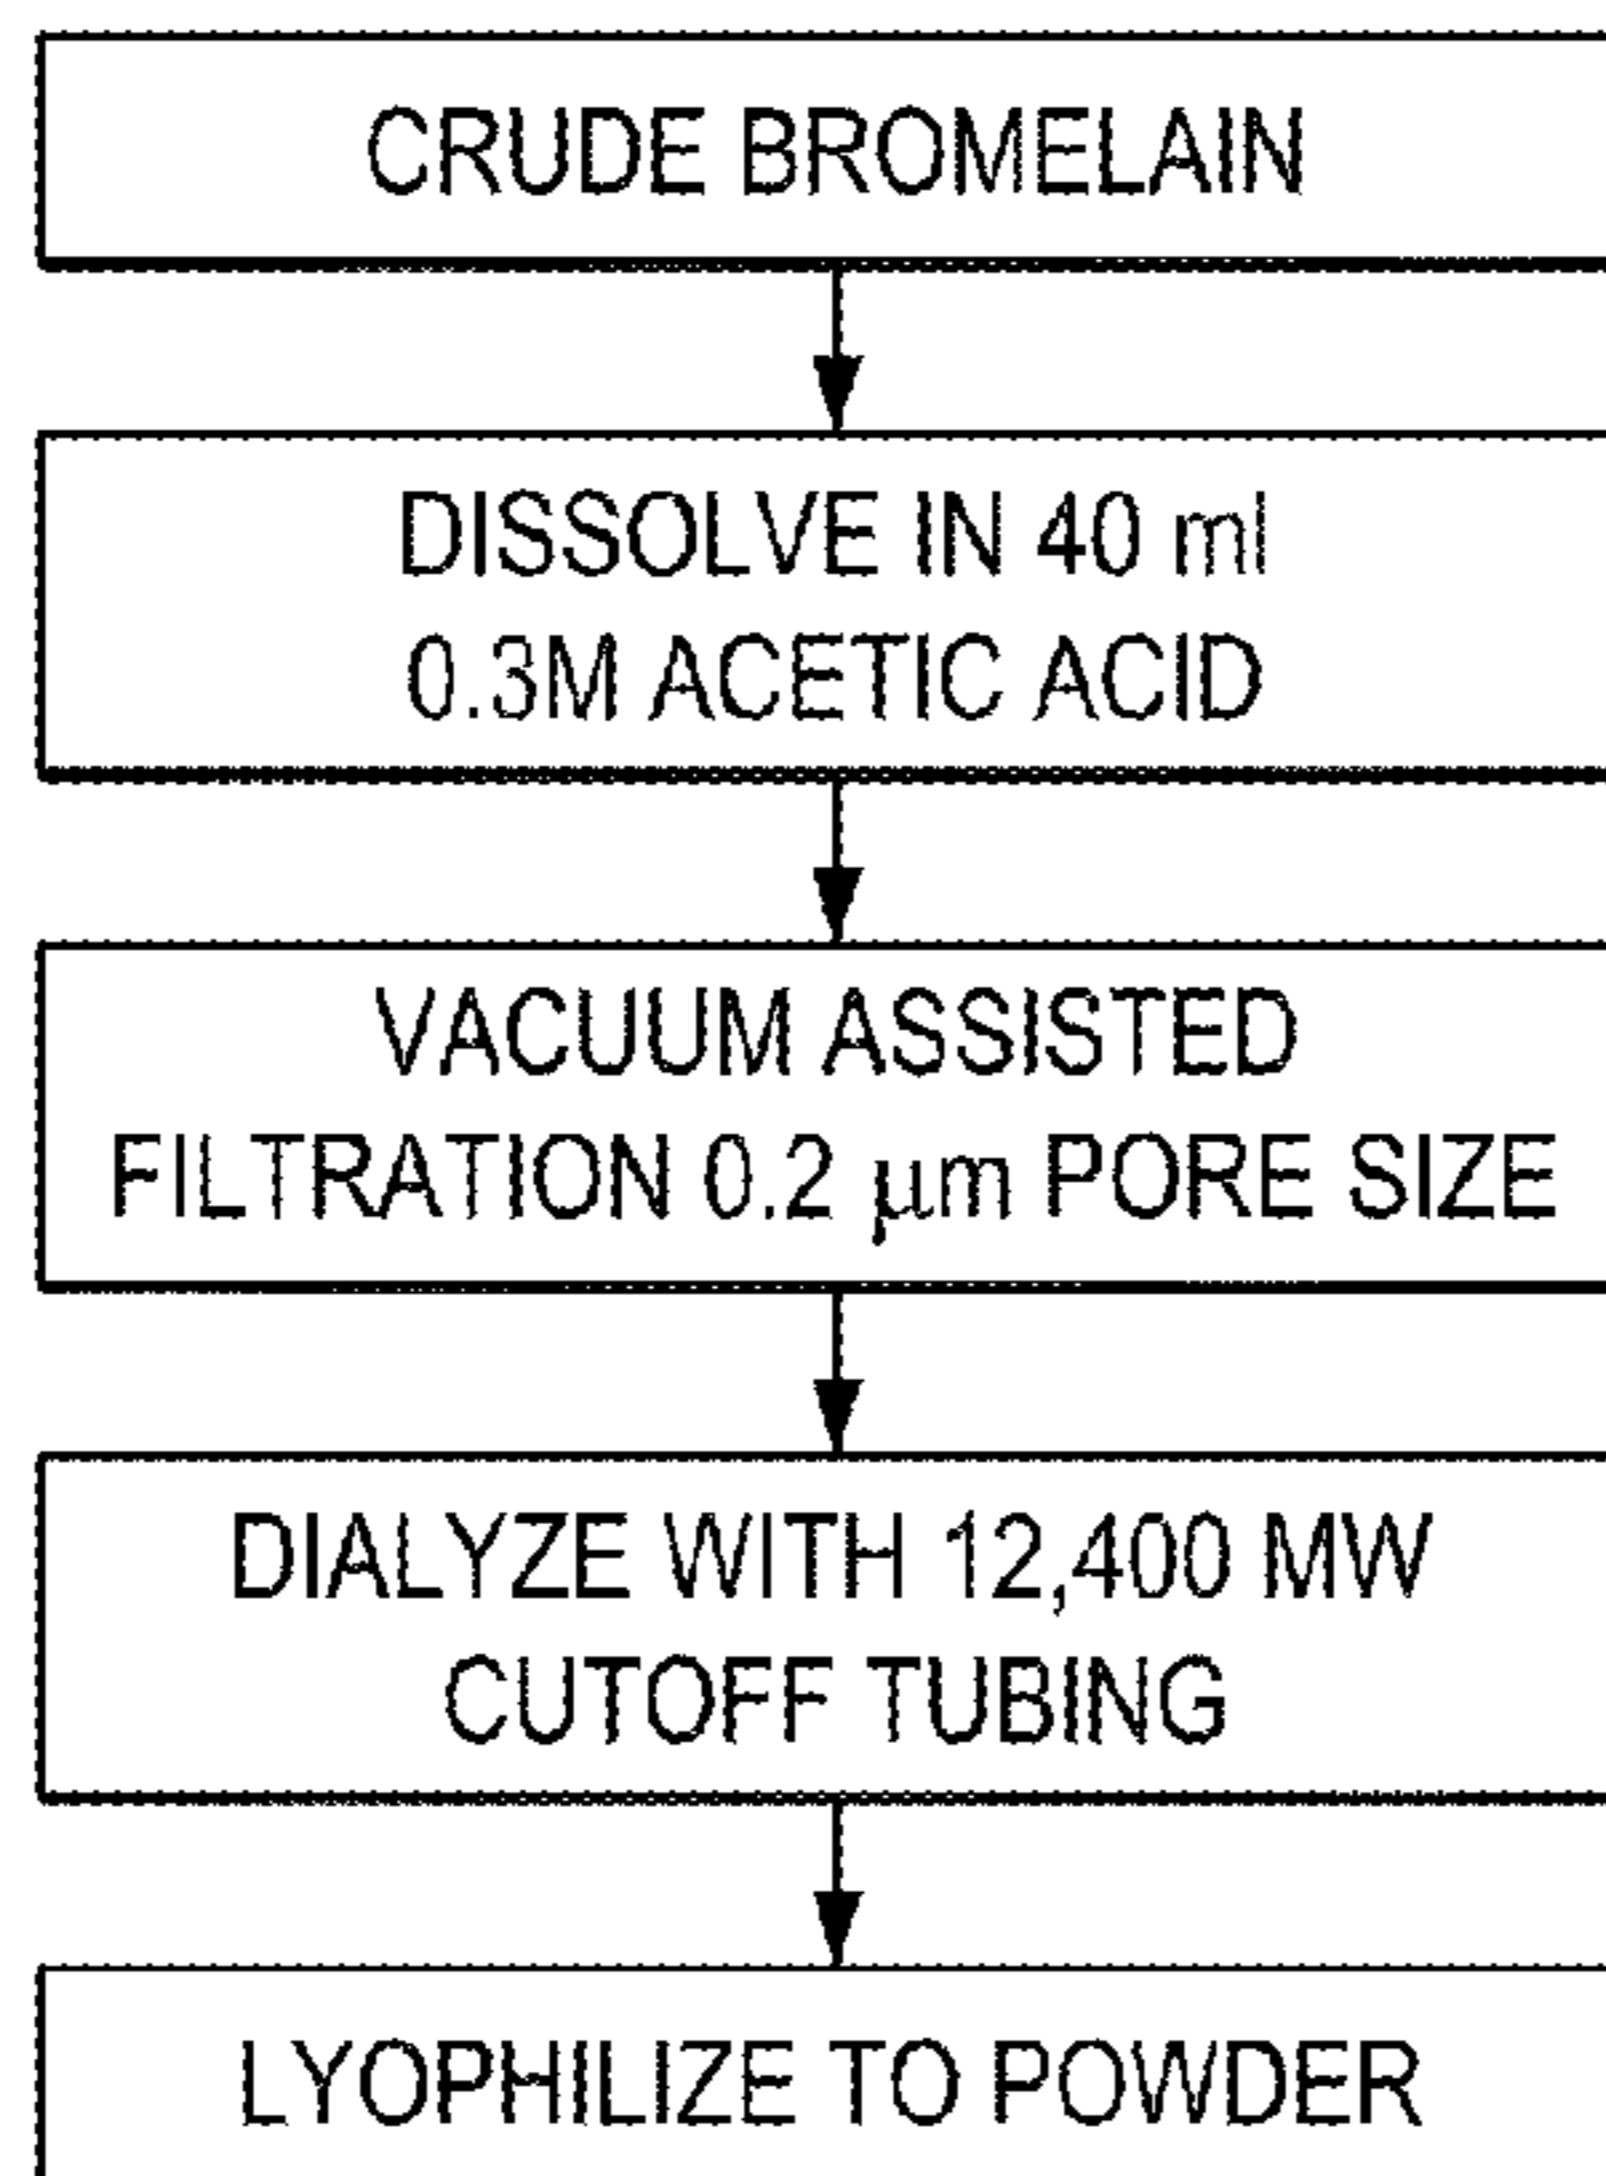 CRUDE BROMELAIN
DISSOLVE IN 40 ml
0.3M ACETIC ACID
VACUUM ASSISTED
FILTRATION 0.2 µm PORE SIZE
DIALYZE WITH 12,400 MW
CUTOFF TUBING
LYOPHILIZE TO POWDER